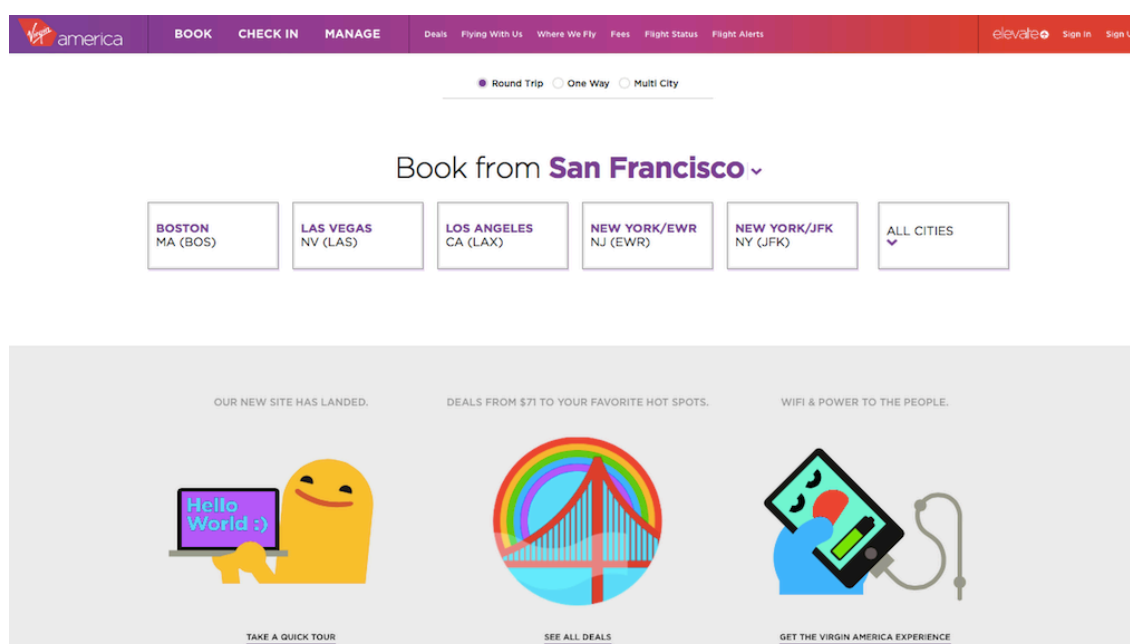 Virgin america
BOOK CHECK IN MANAGE Deals Flying With Us Where We Fly Fees Flight Status Flight Alerts elevate Sign In Sign
Round Trip One Way Multi City
Book from San Francisco
BOSTON
MA (BOS)
LAS VEGAS
NV (LAS)
LOS ANGELES
CA (LAX)
NEW YORK/EWR
NJ (EWR)
NEW YORK/JFK
NY (JFK)
ALL CITIES
OUR NEW SITE HAS LANDED.
Hello
World :)
TAKE A QUICK TOUR
DEALS FROM $71 TO YOUR FAVORITE HOT SPOTS.
SEE ALL DEALS
WIFI & POWER TO THE PEOPLE.
GET THE VIRGIN AMERICA EXPERIENCE